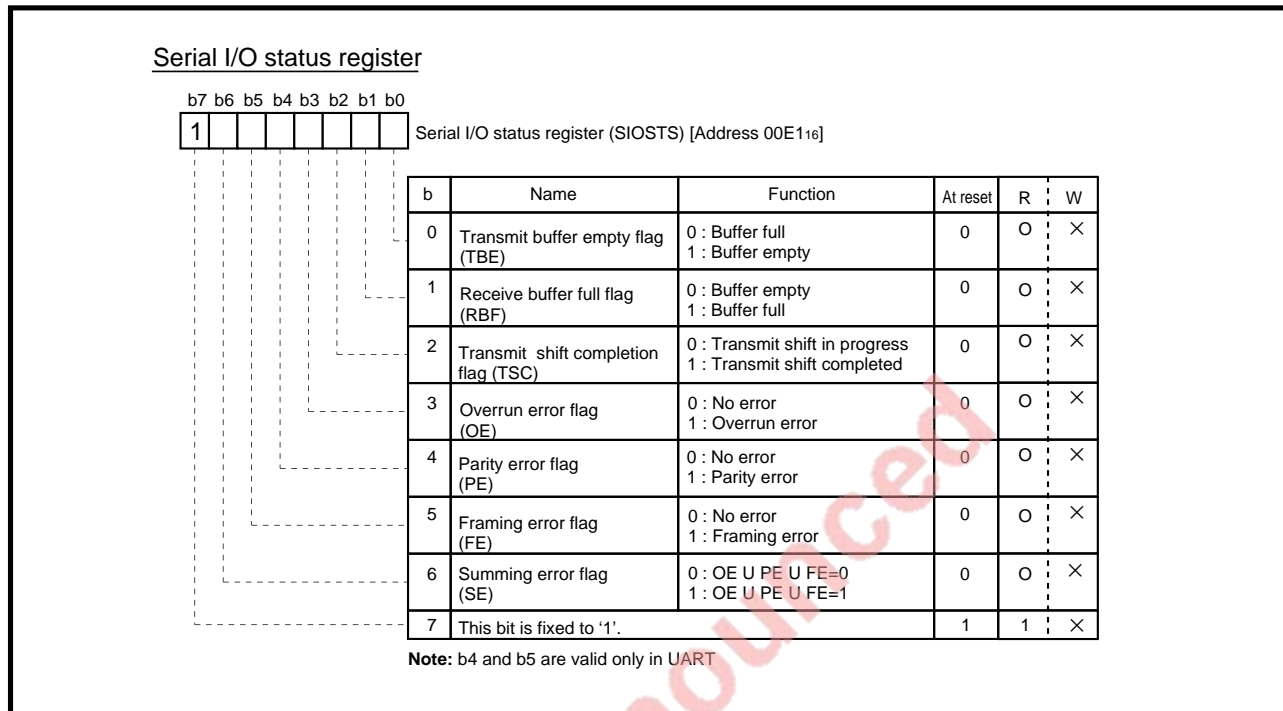 Serial I/O status register
b7 b6 b5 b4 b3 b2 b1 b0
1
Serial I/O status register (SIOSTS) [Address 00E116]
b Name Function At reset R W
0 Transmit buffer empty flag (TBE) 0 : Buffer full 1 : Buffer empty 0 O ×
1 Receive buffer full flag (RBF) 0 : Buffer empty 1 : Buffer full 0 O ×
2 Transmit shift completion flag (TSC) 0 : Transmit shift in progress 1 : Transmit shift completed 0 O ×
3 Overrun error flag (OE) 0 : No error 1 : Overrun error 0 O ×
4 Parity error flag (PE) 0 : No error 1 : Parity error 0 O ×
5 Framing error flag (FE) 0 : No error 1 : Framing error 0 O ×
6 Summing error flag (SE) 0 : OE U PE U FE=0 1 : OE U PE U FE=1 0 O ×
7 This bit is fixed to ‘1’. 1 1 ×
Note: b4 and b5 are valid only in UART